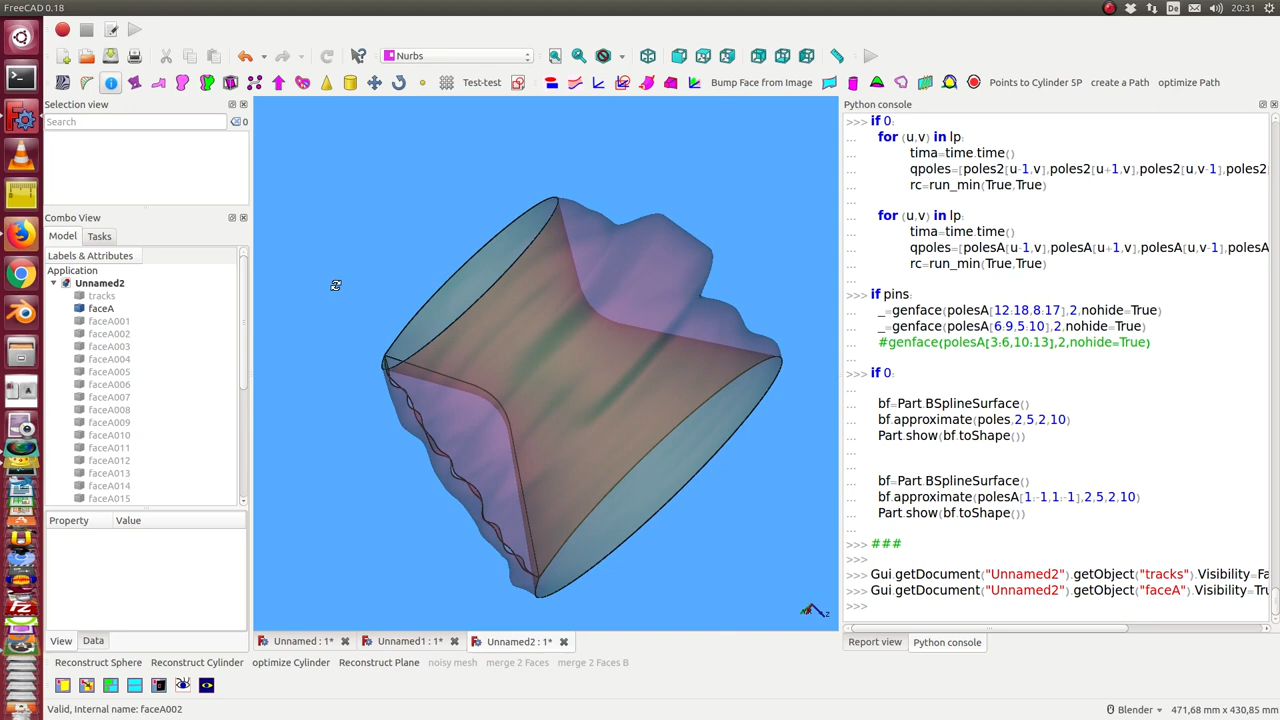 FreeCAD 0.18
De
20:31
Nurbs
Test-test
Bump Face from Image
Points to Cylinder 5P
create a Path
optimize Path
Selection view
Search
0
Combo View
Model
Tasks
Labels & Attributes
Application
Unnamed2
tracks
faceA
faceA001
faceA002
faceA003
faceA004
faceA005
faceA006
faceA007
faceA008
faceA009
faceA010
faceA011
faceA012
faceA013
faceA014
faceA015
Property
Value
View
Data
Unnamed : 1*
Unnamed1 : 1*
Unnamed2 : 1*
Python console
>>> if 0:
... for (u,v) in lp:
... tima=time.time()
... qpoles=[poles2[u-1,v],poles2[u+1,v],poles2[u,v-1],poles2
... rc=run_min(True,True)
...
... for (u,v) in lp:
... tima=time.time()
... qpoles=[polesA[u-1,v],polesA[u+1,v],polesA[u,v-1],polesA
... rc=run_min(True,True)
...
>>> if pins:
... _=genface(polesA[12:18,8:17],2,nohide=True)
... _=genface(polesA[6:9,5:10],2,nohide=True)
... #genface(polesA[3:6,10:13],2,nohide=True)
...
>>> if 0:
...
... bf=Part.BSplineSurface()
... bf.approximate(poles,2,5,2,10)
... Part.show(bf.toShape())
...
...
... bf=Part.BSplineSurface()
... bf.approximate(polesA[1:-1,1:-1],2,5,2,10)
... Part.show(bf.toShape())
...
>>> ###
>>>
>>> Gui.getDocument("Unnamed2").getObject("tracks").Visibility=Fa
>>> Gui.getDocument("Unnamed2").getObject("faceA").Visibility=Tru
>>>
Report view
Python console
Reconstruct Sphere
Reconstruct Cylinder
optimize Cylinder
Reconstruct Plane
noisy mesh
merge 2 Faces
merge 2 Faces B
Valid, Internal name: faceA002
Blender
471,68 mm x 430,85 mm